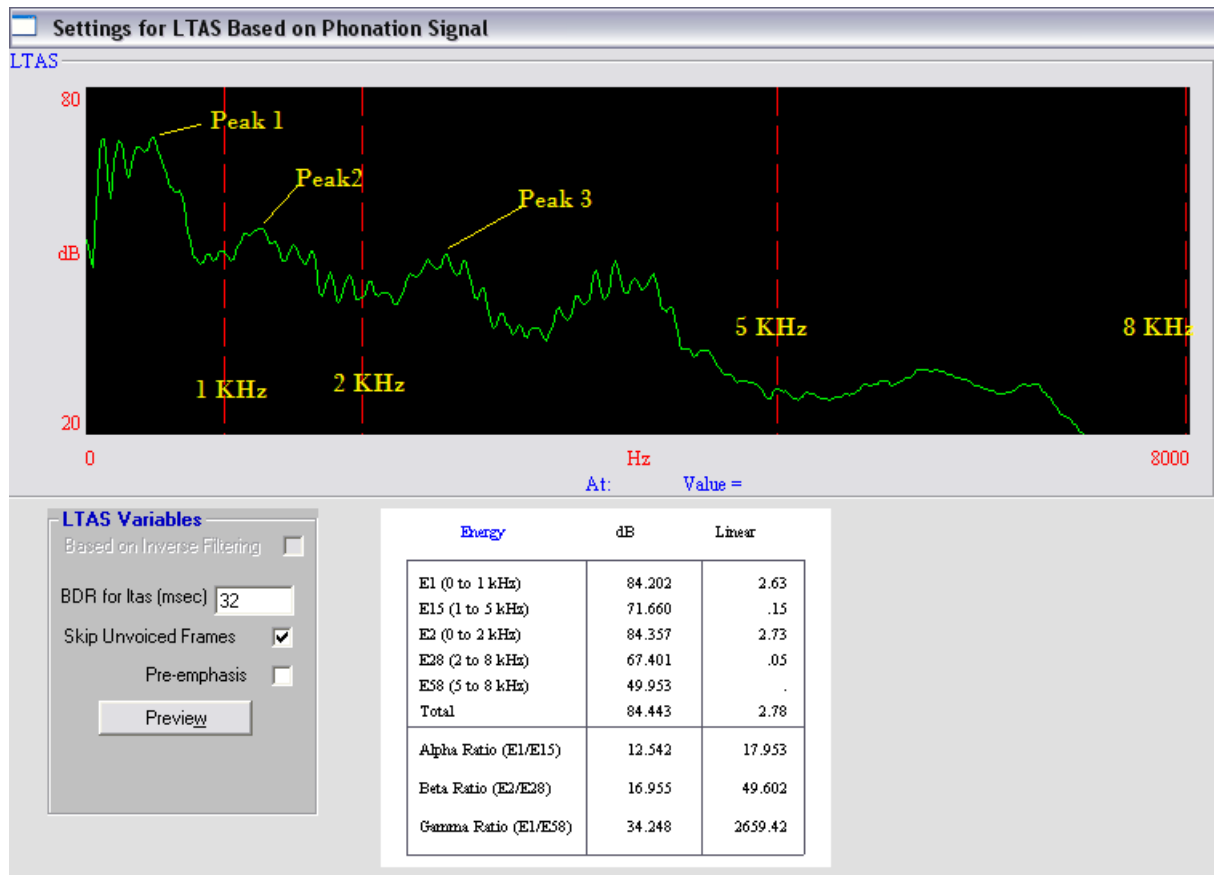 Settings for LTAS Based on Phonation Signal
LTAS
80
Peak 1
Peak2
Peak 3
dB
5 KHz
8 KHz
1 KHz
2 KHz
20
0
Hz
8000
At:
Value =
LTAS Variables
Based on Inverse Filtering
BDR for ltas (msec) 32
Skip Unvoiced Frames
Pre-emphasis
Preview
Energy dB Linear
E1 (0 to 1 kHz) 84.202 2.63
E15 (1 to 5 kHz) 71.660 .15
E2 (0 to 2 kHz) 84.357 2.73
E28 (2 to 8 kHz) 67.401 .05
E58 (5 to 8 kHz) 49.953 .
Total 84.443 2.78
Alpha Ratio (E1/E15) 12.542 17.953
Beta Ratio (E2/E28) 16.955 49.602
Gamma Ratio (E1/E58) 34.248 2659.42